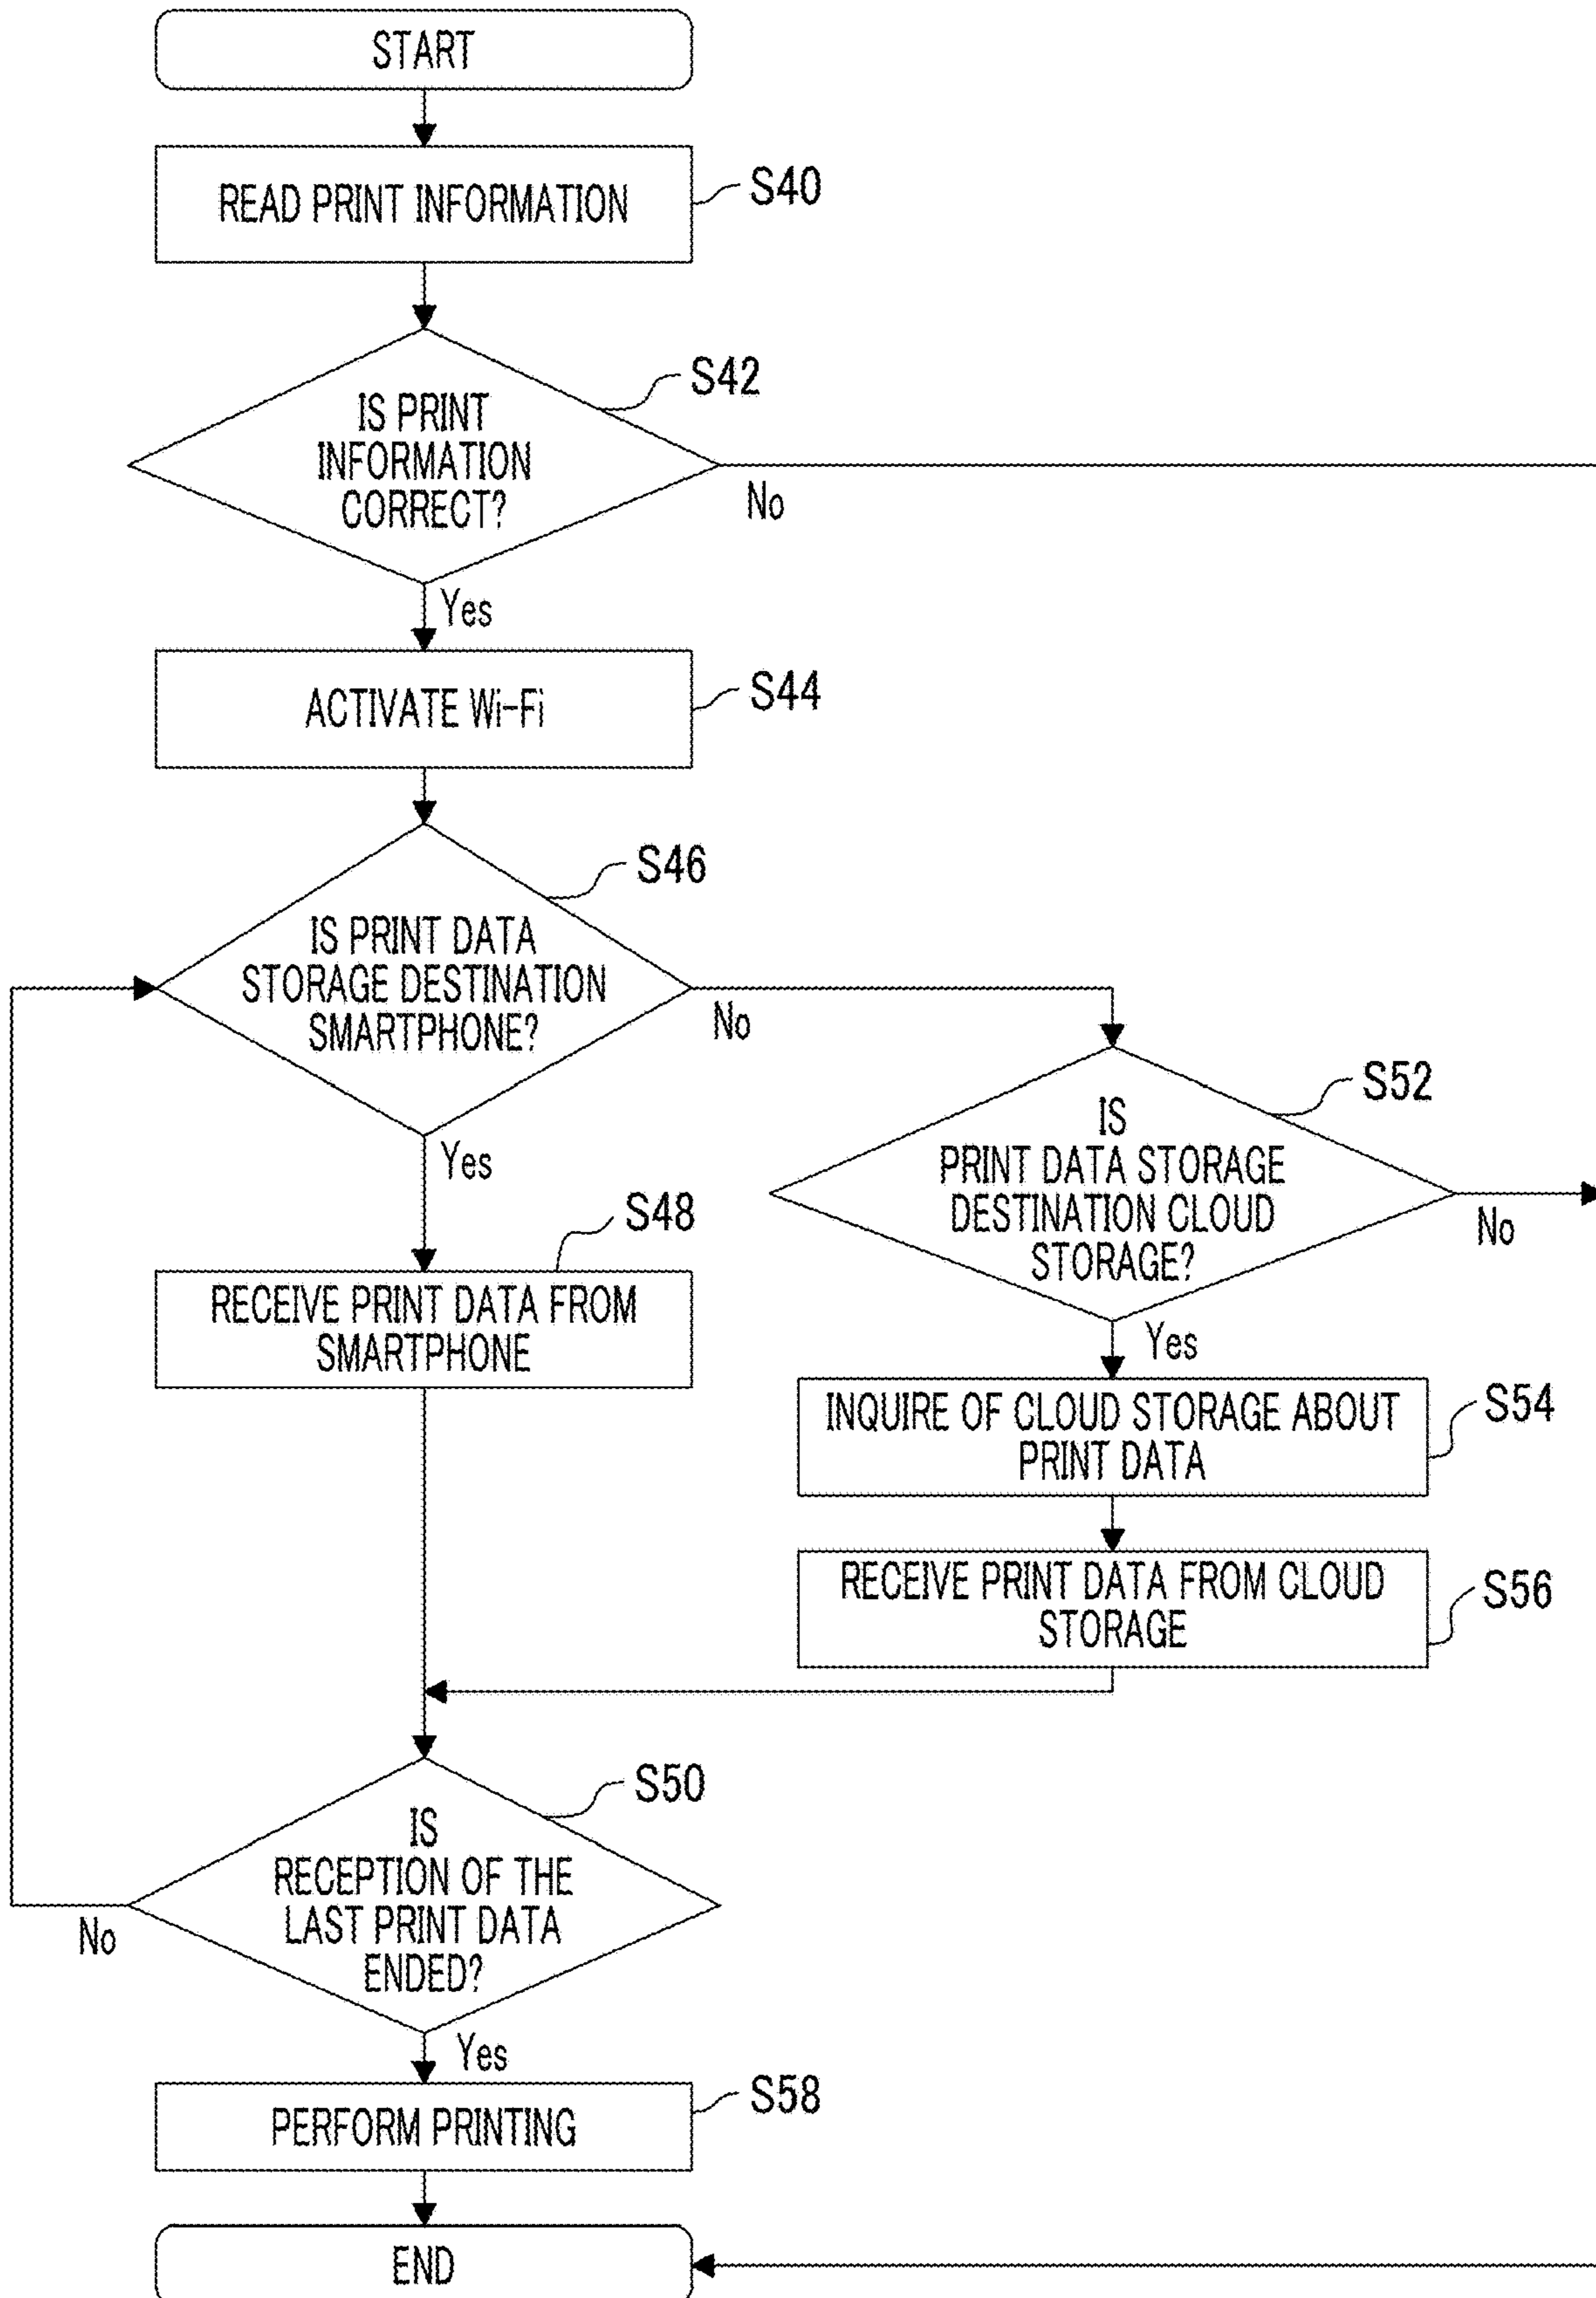 START
READ PRINT INFORMATION
S40
S42
IS PRINT
INFORMATION
CORRECT?
No
Yes
ACTIVATE Wi-Fi
S44
S46
IS PRINT DATA
STORAGE DESTINATION
SMARTPHONE?
No
Yes
S52
IS
PRINT DATA STORAGE
DESTINATION CLOUD
STORAGE?
No
Yes
S48
RECEIVE PRINT DATA FROM
SMARTPHONE
INQUIRE OF CLOUD STORAGE ABOUT
PRINT DATA
S54
RECEIVE PRINT DATA FROM CLOUD
STORAGE
S56
S50
IS
RECEPTION OF THE
LAST PRINT DATA
ENDED?
No
Yes
PERFORM PRINTING
S58
END